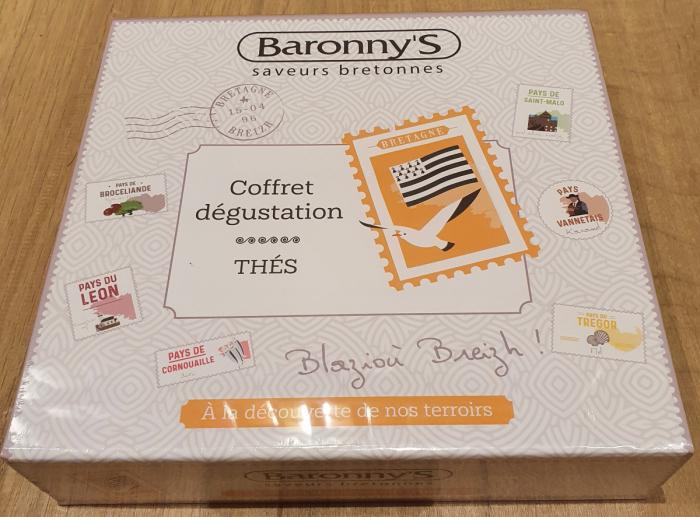 Baronny'S
saveurs bretonnes
BRETAGNE
15-04
96
BREIZH
PAYS DE
SAINT-MALO
BRETAGNE
Coffret
dégustation
THÉS
PAYS DE
BROCELIANDE
PAYS
VANNETAIS
PAYS DU
LEON
PAYS DU
TREGOR
PAYS DE
CORNOUAILLE
Blazioù Breizh !
À la découverte de nos terroirs
Baronny'S
saveurs bretonnes